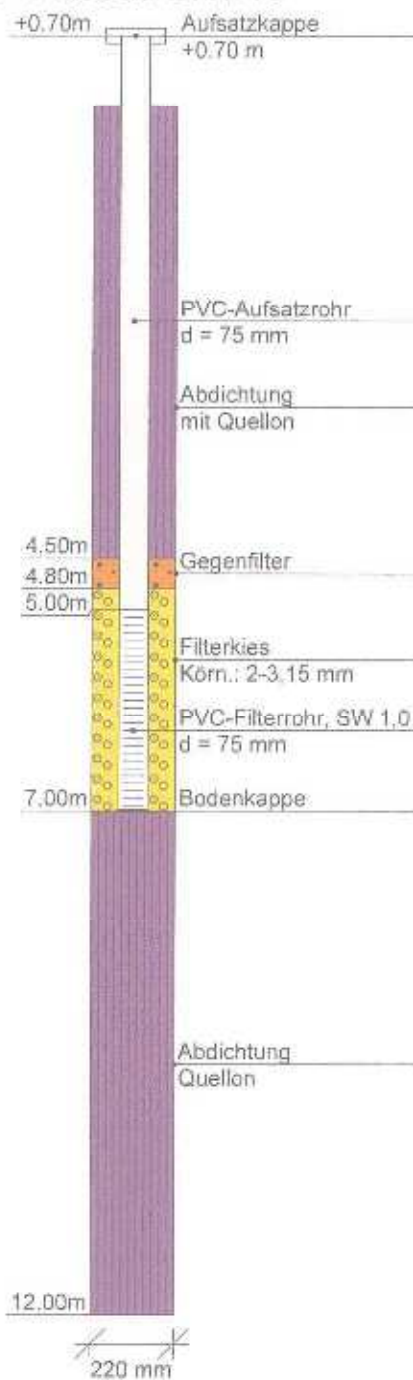 +0.70m
Aufsatzkappe
+0.70 m
PVC-Aufsatzrohr
d = 75 mm
Abdichtung
mit Quellon
4.50m
Gegenfilter
4.80m
5.00m
Filterkies
Körn.: 2-3.15 mm
PVC-Filterrohr, SW 1,0
d = 75 mm
7.00m
Bodenkappe
Abdichtung
Quellon
12.00m
220 mm